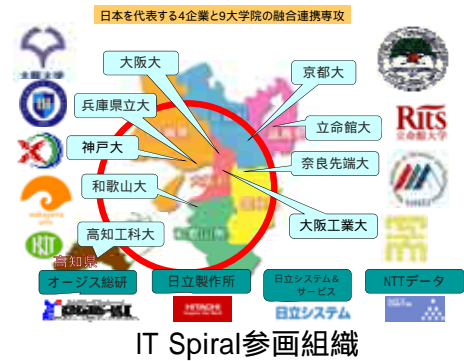 日本を代表する4企業と9大学院の融合連携専攻
大阪大
京都大
兵庫県立大
立命館大
神戸大
奈良先端大
和歌山大
大阪工業大
高知工科大
高知県
Rits
立命館大学
オージス総研
日立製作所
日立システム&
サービス
NTTデータ
HITACHI
日立システム
IT Spiral参画組織